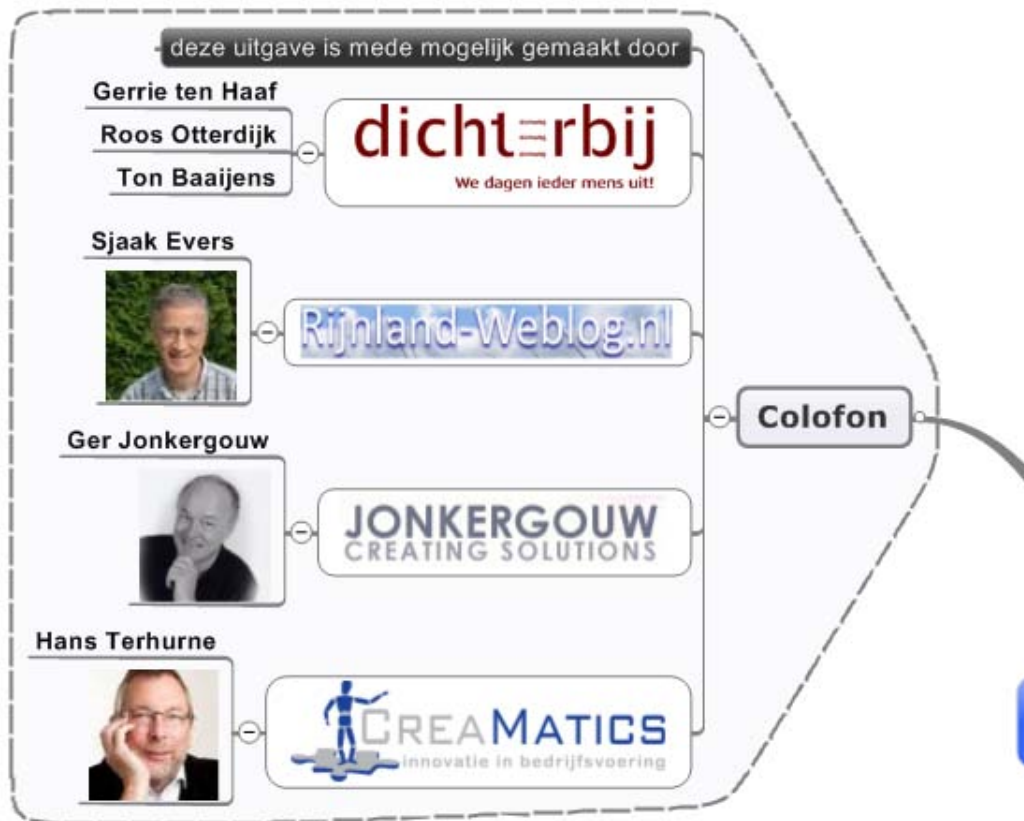 deze uitgave is mede mogelijk gemaakt door
Gerrie ten Haaf
Roos Otterdijk
Ton Baaijens
dichterbij
We dagen ieder mens uit!
Sjaak Evers
Rijnland-Weblog.nl
Colofon
Ger Jonkergouw
JONKERGOUW
CREATING SOLUTIONS
Hans Terhurne
CREAMATICS
innovatie in bedrijfsvoering